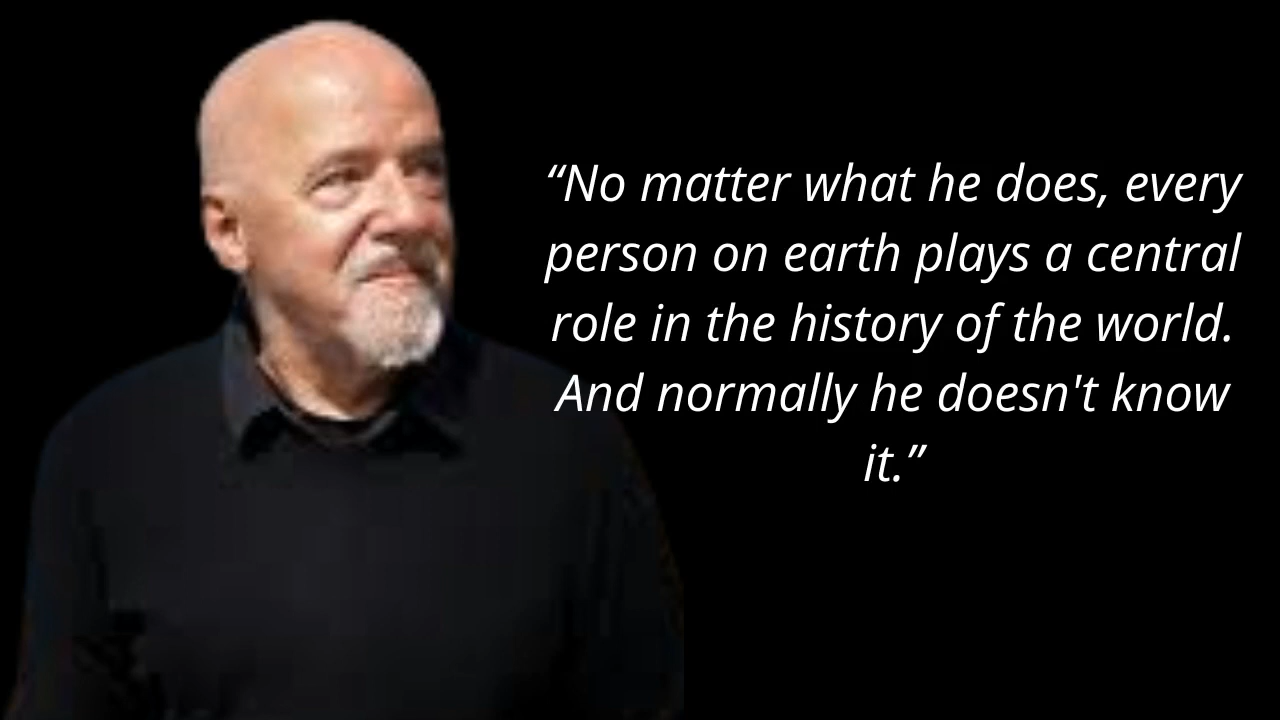 “No matter what he does, every
person on earth plays a central
role in the history of the world.
And normally he doesn't know
it.”